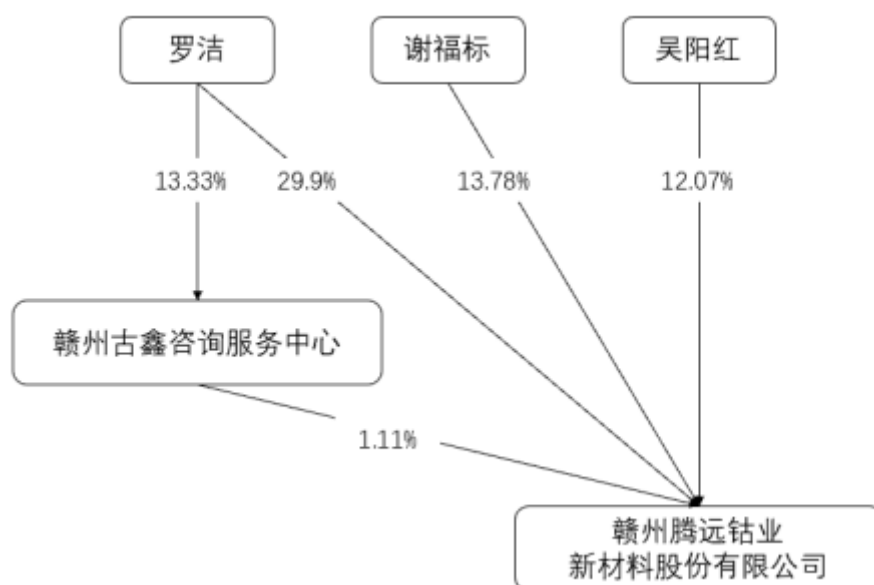 罗洁
谢福标
吴阳红
13.33%
29.9%
13.78%
12.07%
赣州古鑫咨询服务中心
1.11%
赣州腾远钴业
新材料股份有限公司